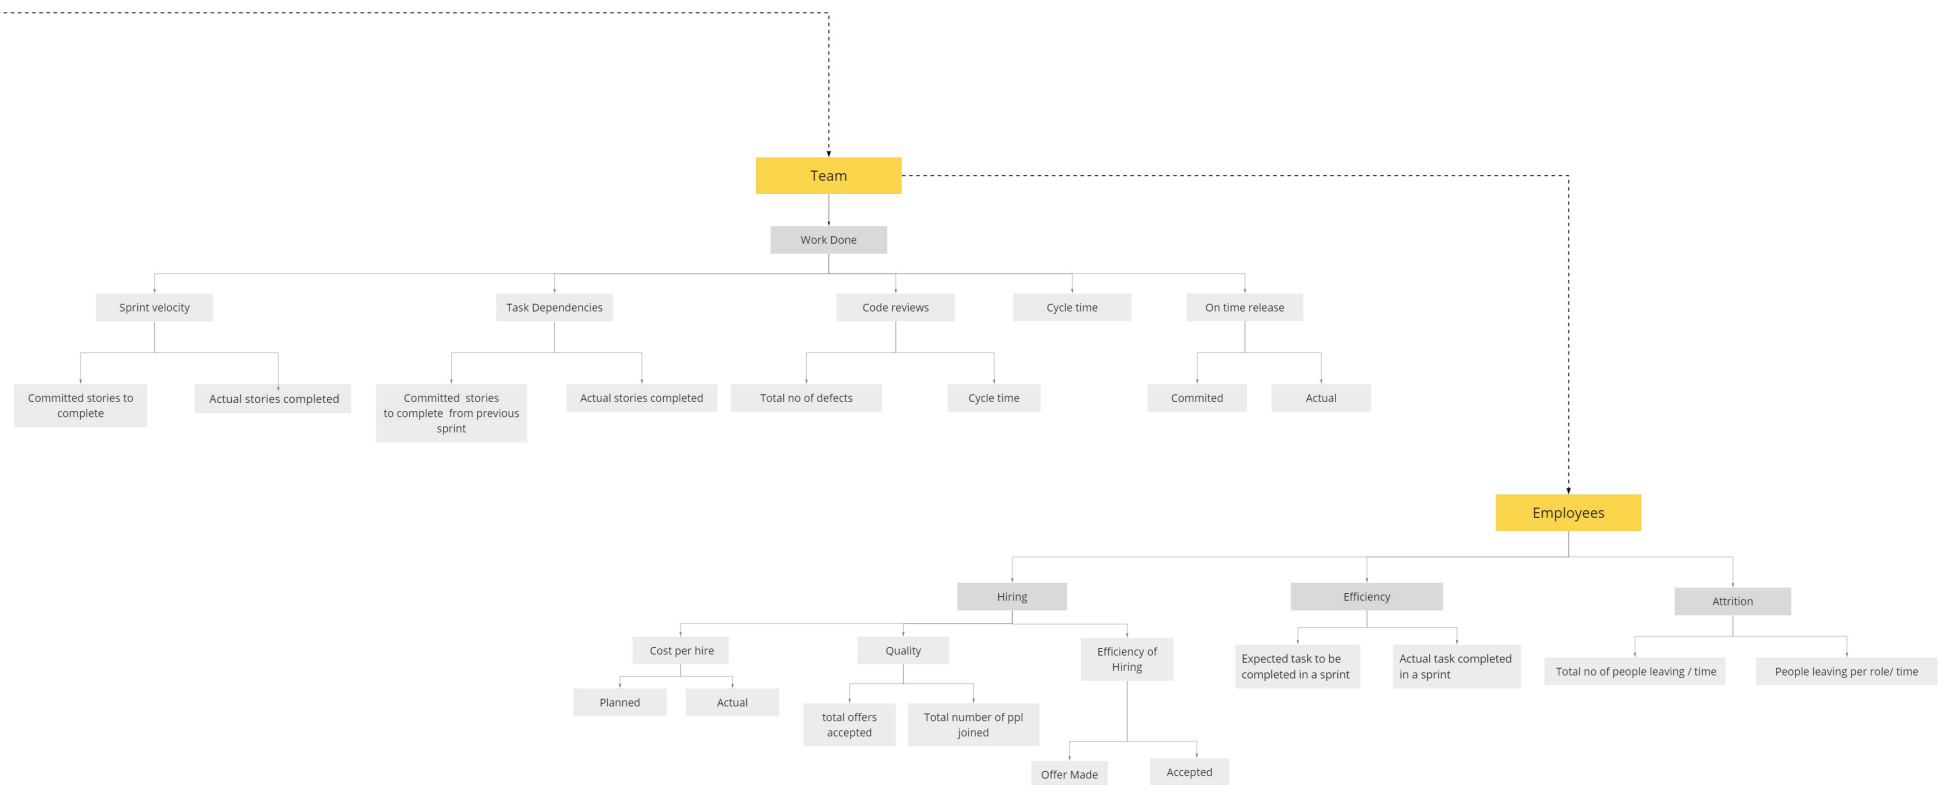 Team
Work Done
Sprint velocity
Task Dependencies
Code reviews
Cycle time
On time release
Committed stories to
complete
Actual stories completed
Committed  stories
to complete  from previous
sprint
Actual stories completed
Total no of defects
Cycle time
Commited
Actual
Employees
Hiring
Efficiency
Attrition
Cost per hire
Quality
Efficiency of
Hiring
Expected task to be
completed in a sprint
Actual task completed
in a sprint
Total no of people leaving / time
People leaving per role/ time
Planned
Actual
total offers
accepted
Total number of ppl
joined
Offer Made
Accepted